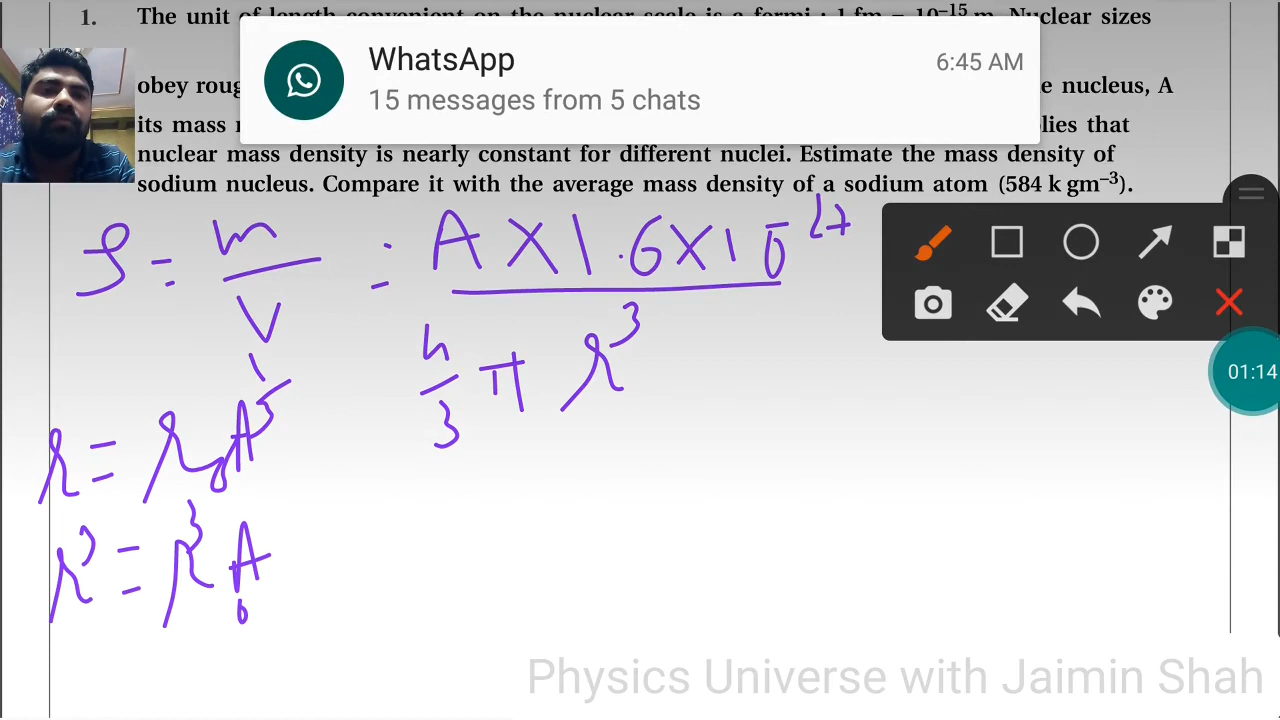 1. The unit of length convenient on the nuclear scale is a fermi : 1 fm = 10⁻¹⁵ m. Nuclear sizes
WhatsApp 6:45 AM
15 messages from 5 chats
obey roug e nucleus, A
its mass lies that
nuclear mass density is nearly constant for different nuclei. Estimate the mass density of
sodium nucleus. Compare it with the average mass density of a sodium atom (584 k gm⁻³).
ρ = m/V = A × 1.6 × 10⁻²⁷
4/3 π r³
01:14
r = r₀A^⅓
r³ = r₀³ A
Physics Universe with Jaimin Shah